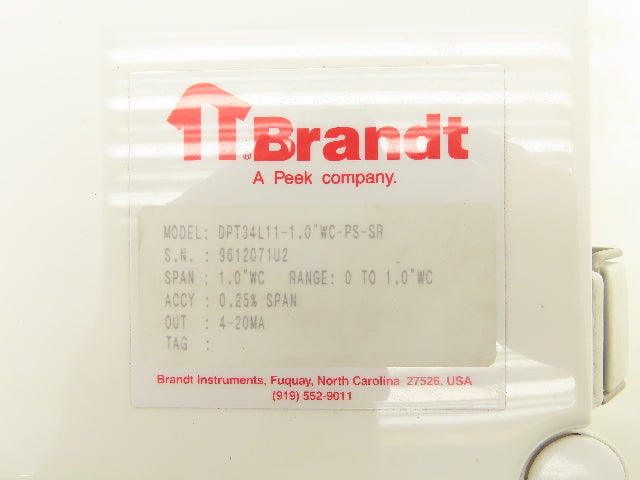 Brandt
®
A Peek company.
MODEL: DPT34L11-1.0"WC-PS-SR
S.N. : 9612071U2
SPAN : 1.0"WC RANGE: 0 TO 1.0"WC
ACCY : 0.25% SPAN
OUT : 4-20MA
TAG :
Brandt Instruments, Fuquay, North Carolina 27526. USA
(919) 552-9011